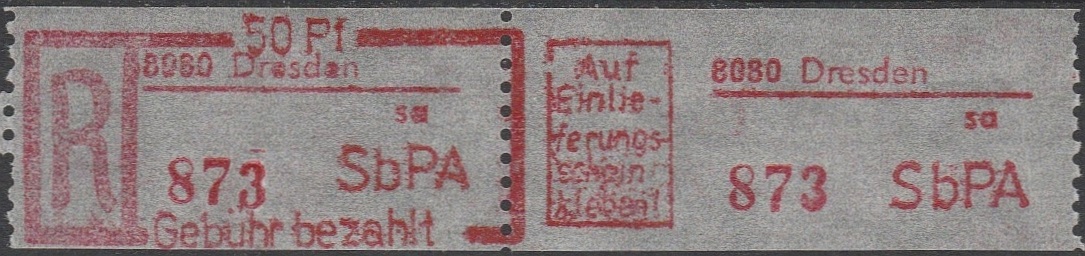 50 Pf
R
8080 Dresden
sa
873 SbPA
Gebühr bezahlt
Auf
Einlie-
ferungs-
schein
kleben!
8080 Dresden
sa
873 SbPA